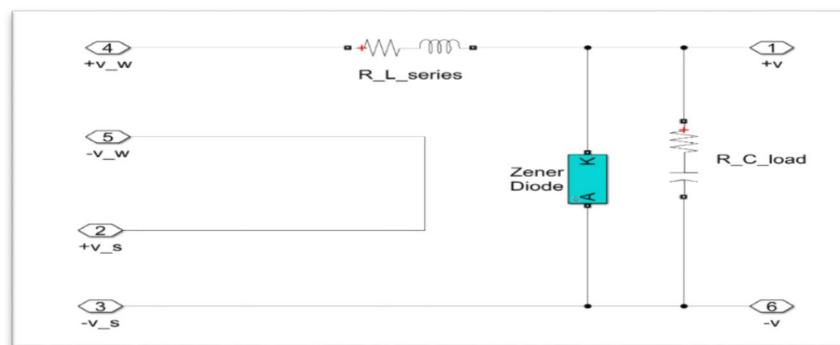 4
+v_w
R_L_series
1
+v
5
-v_w
Zener
Diode
K
A
R_C_load
2
+v_s
3
-v_s
6
-v